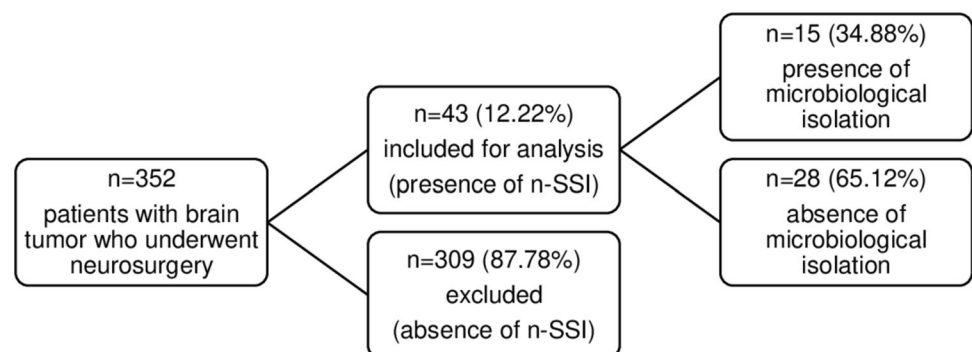 n=352
patients with brain
tumor who underwent
neurosurgery
n=43 (12.22%)
included for analysis
(presence of n-SSI)
n=309 (87.78%)
excluded
(absence of n-SSI)
n=15 (34.88%)
presence of
microbiological
isolation
n=28 (65.12%)
absence of
microbiological
isolation